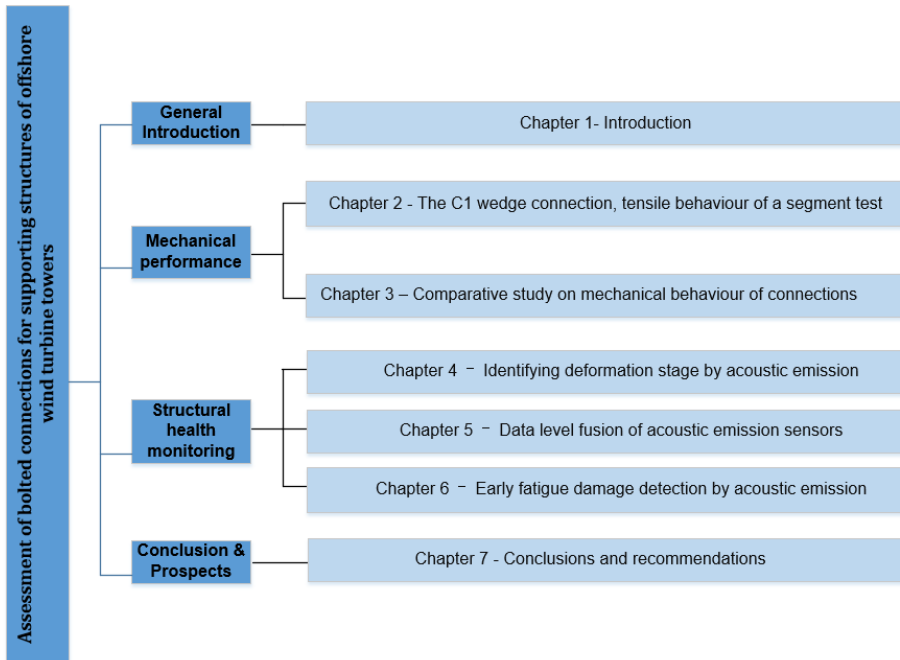 Assessment of bolted connections for supporting structures of offshore
wind turbine towers
General
Introduction
Chapter 1- Introduction
Mechanical
performance
Chapter 2 - The C1 wedge connection, tensile behaviour of a segment test
Chapter 3 – Comparative study on mechanical behaviour of connections
Structural
health
monitoring
Chapter 4 – Identifying deformation stage by acoustic emission
Chapter 5 – Data level fusion of acoustic emission sensors
Chapter 6 – Early fatigue damage detection by acoustic emission
Conclusion &
Prospects
Chapter 7 - Conclusions and recommendations